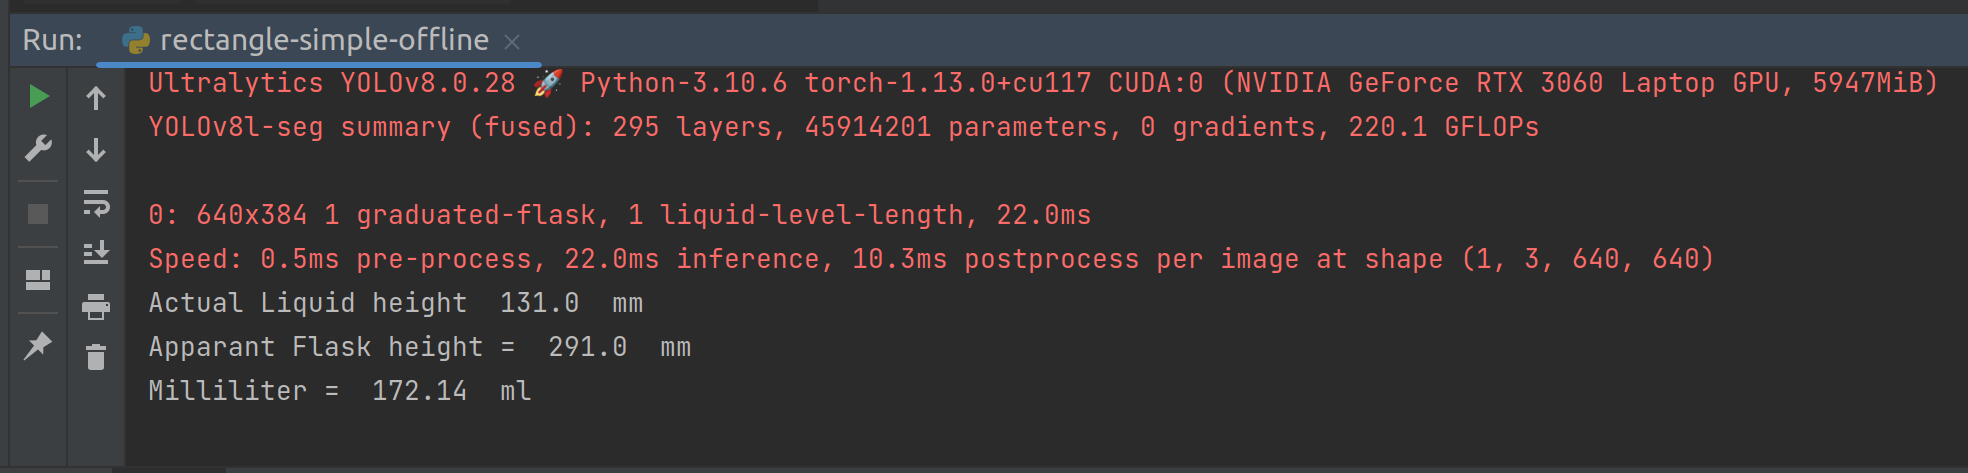 Run: rectangle-simple-offline
Ultralytics YOLOv8.0.28 🚀 Python-3.10.6 torch-1.13.0+cu117 CUDA:0 (NVIDIA GeForce RTX 3060 Laptop GPU, 5947MiB)
YOLOv8l-seg summary (fused): 295 layers, 45914201 parameters, 0 gradients, 220.1 GFLOPs
0: 640x384 1 graduated-flask, 1 liquid-level-length, 22.0ms
Speed: 0.5ms pre-process, 22.0ms inference, 10.3ms postprocess per image at shape (1, 3, 640, 640)
Actual Liquid height  131.0  mm
Apparant Flask height =  291.0  mm
Milliliter =  172.14  ml